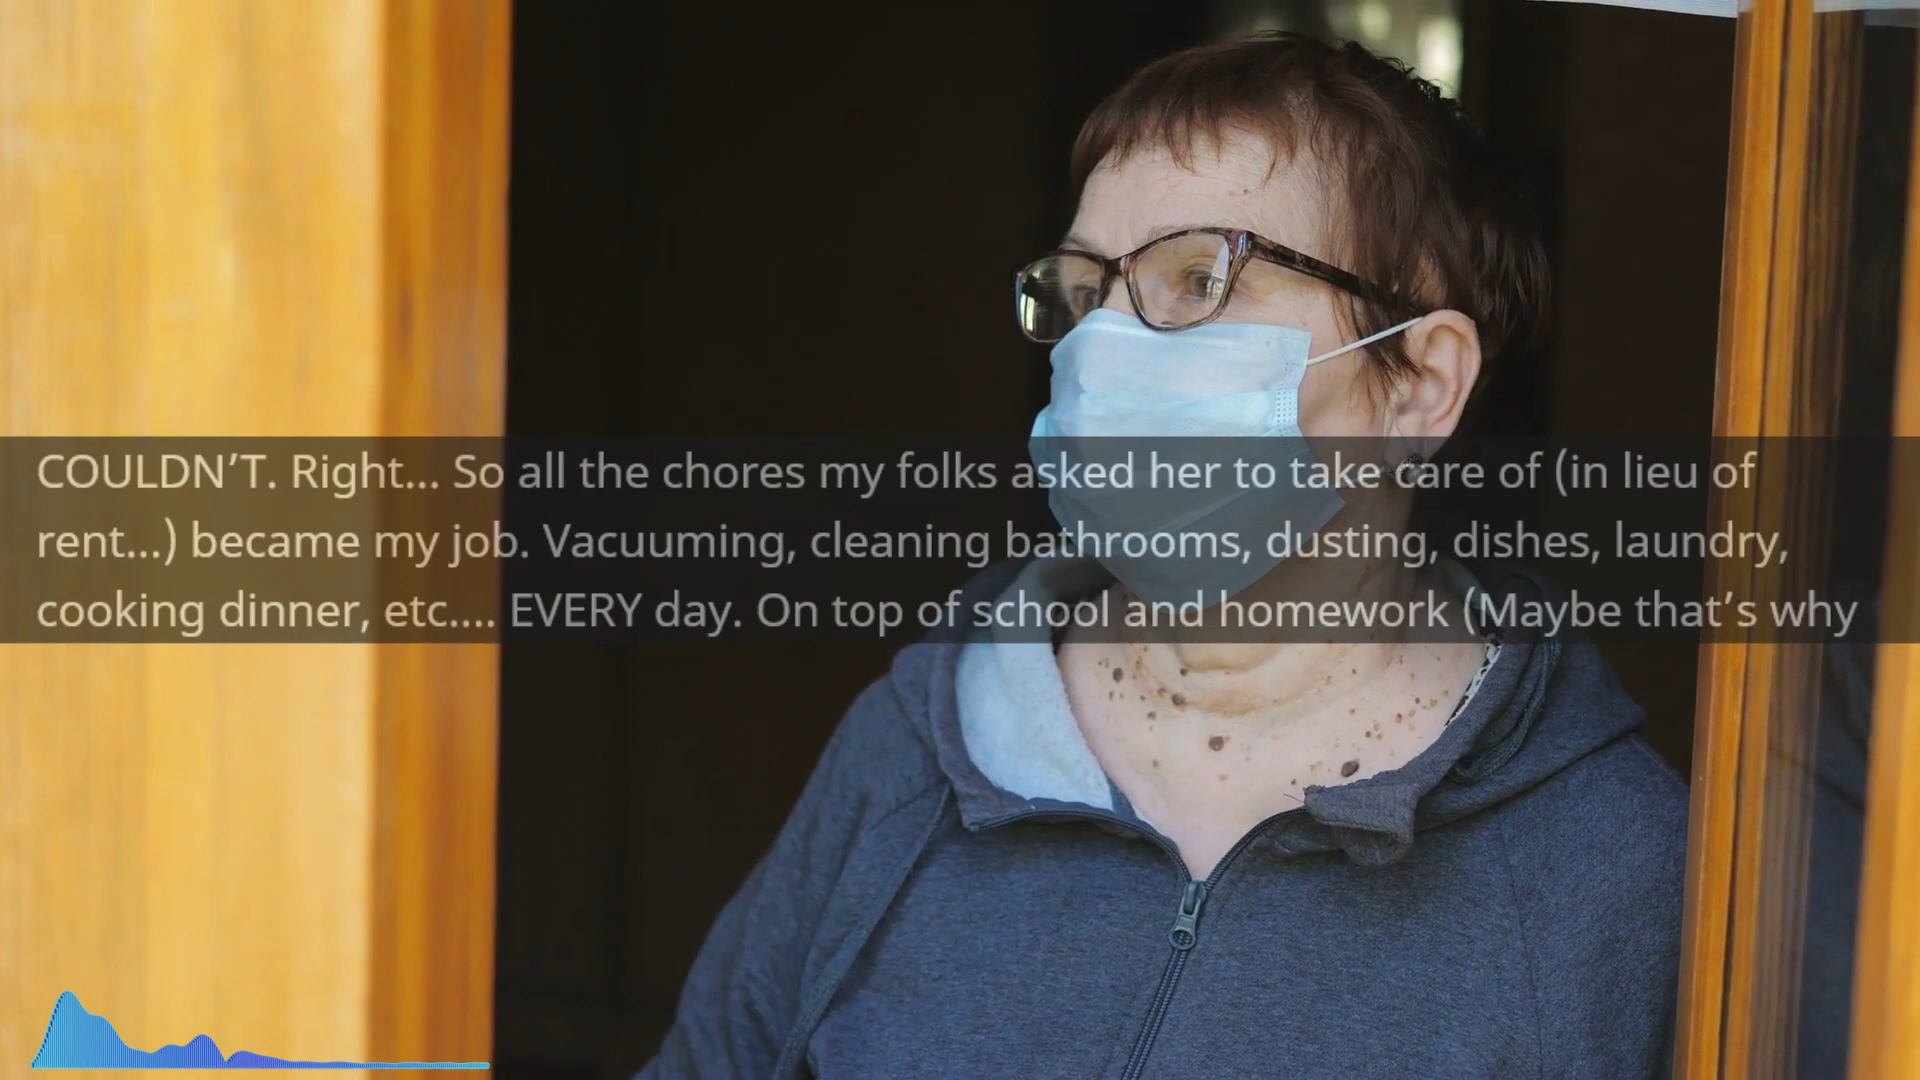 COULDN’T. Right... So all the chores my folks asked her to take care of (in lieu of
rent...) became my job. Vacuuming, cleaning bathrooms, dusting, dishes, laundry,
cooking dinner, etc.... EVERY day. On top of school and homework (Maybe that’s why